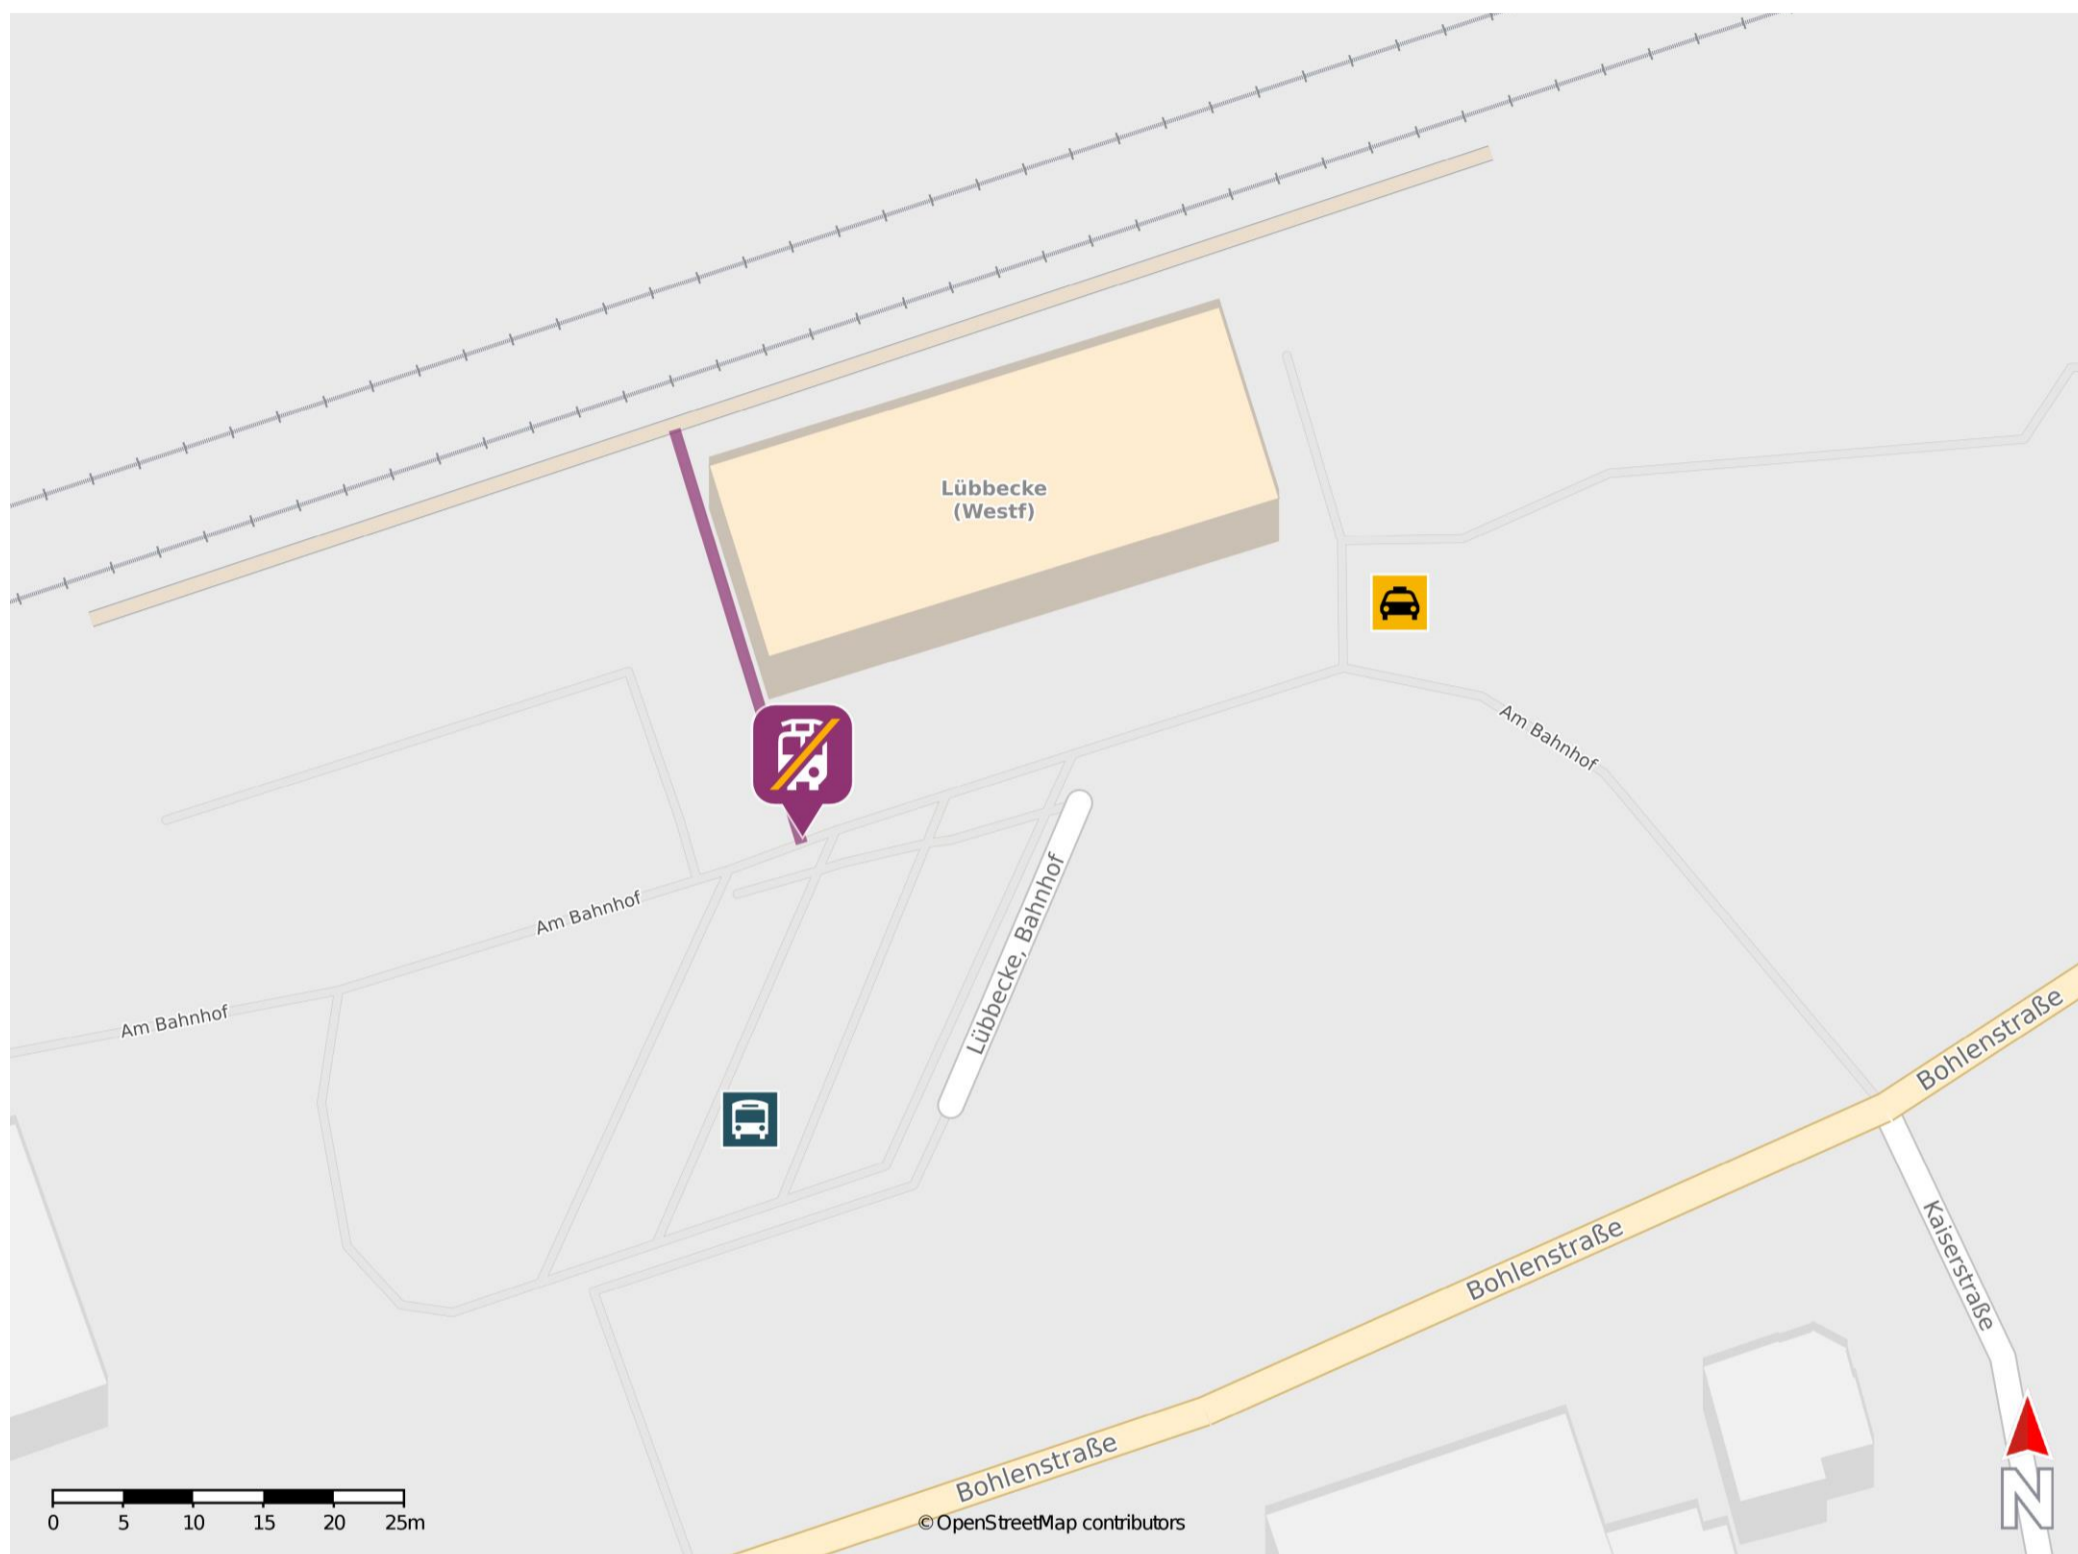 Lübbecke
(Westf)
Am Bahnhof
Lübbecke, Bahnhof
Am Bahnhof
Am Bahnhof
Bohlenstraße
Bohlenstraße
Kaiserstraße
Bohlenstraße
0 5 10 15 20 25m
© OpenStreetMap contributors
N